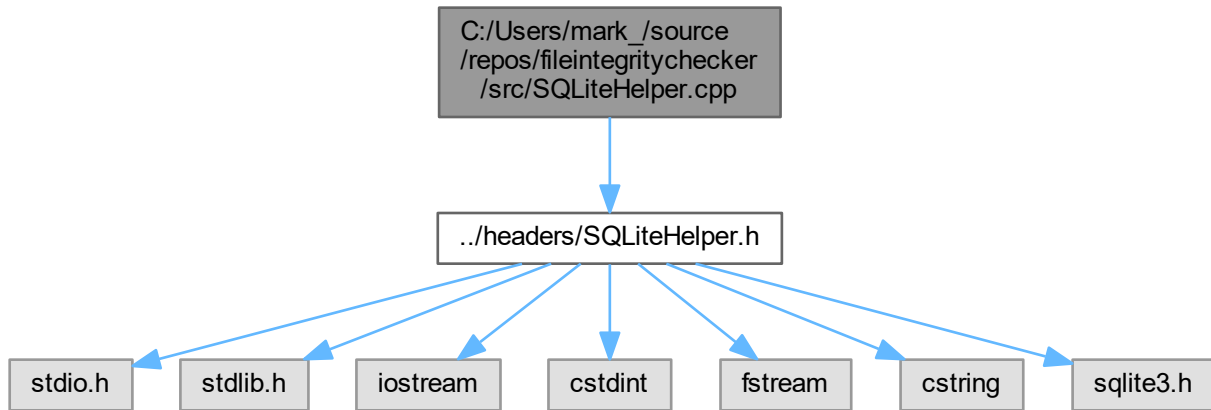 C:/Users/mark_/source
/repos/fileintegritychecker
/src/SQLiteHelper.cpp
../headers/SQLiteHelper.h
stdio.h
stdlib.h
iostream
cstdint
fstream
cstring
sqlite3.h